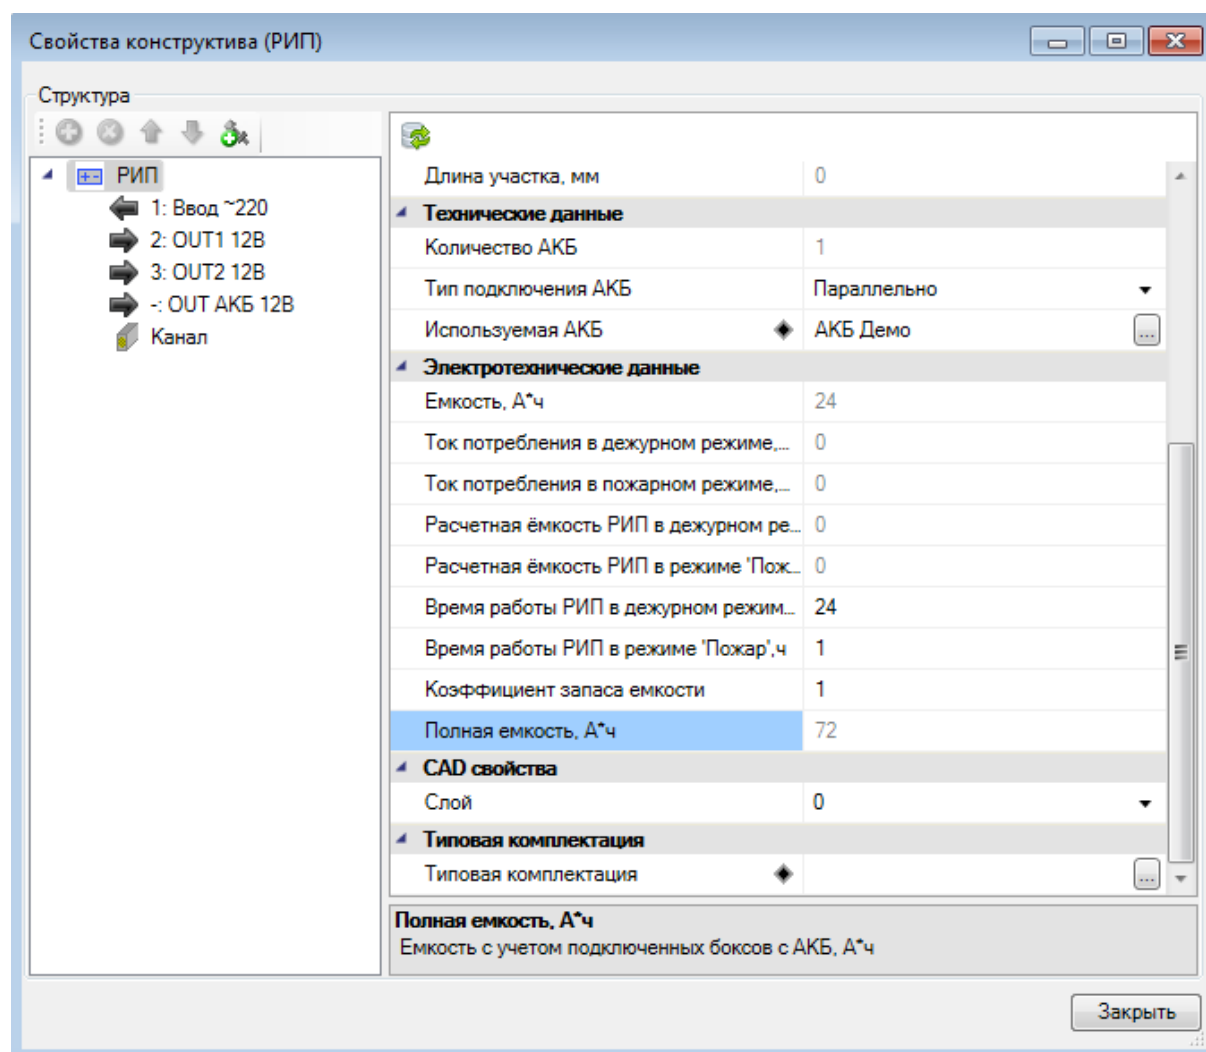 Свойства конструктива (РИП)
Структура
РИП
1: Ввод ~220
2: OUT1 12В
3: OUT2 12В
-: OUT АКБ 12В
Канал
Длина участка, мм 0
Технические данные
Количество АКБ 1
Тип подключения АКБ Параллельно
Используемая АКБ АКБ Демо ...
Электротехнические данные
Емкость, А*ч 24
Ток потребления в дежурном режиме,... 0
Ток потребления в пожарном режиме,... 0
Расчетная ёмкость РИП в дежурном ре... 0
Расчетная ёмкость РИП в режиме 'Пож... 0
Время работы РИП в дежурном режим... 24
Время работы РИП в режиме 'Пожар',ч 1
Коэффициент запаса емкости 1
Полная емкость, А*ч 72
CAD свойства
Слой 0
Типовая комплектация
Типовая комплектация ...
Полная емкость, А*ч
Емкость с учетом подключенных боксов с АКБ, А*ч
Закрыть